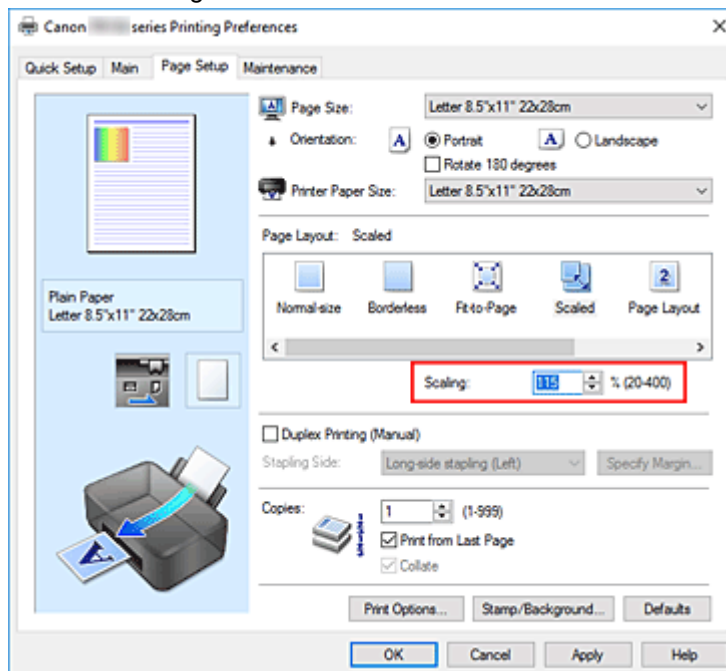 Canon series Printing Preferences
Quick Setup Main Page Setup Maintenance
Page Size: Letter 8.5"x11" 22x28cm
Orientation: A Portrait A Landscape
Rotate 180 degrees
Printer Paper Size: Letter 8.5"x11" 22x28cm
Page Layout: Scaled
Normal-size Borderless Fit-to-Page Scaled 2 Page Layout
Scaling: 115 % (20-400)
Plain Paper
Letter 8.5"x11" 22x28cm
Duplex Printing (Manual)
Stapling Side: Long-side stapling (Left) Specify Margin...
Copies: 1 (1-999)
Print from Last Page
Collate
A
Print Options... Stamp/Background... Defaults
OK Cancel Apply Help